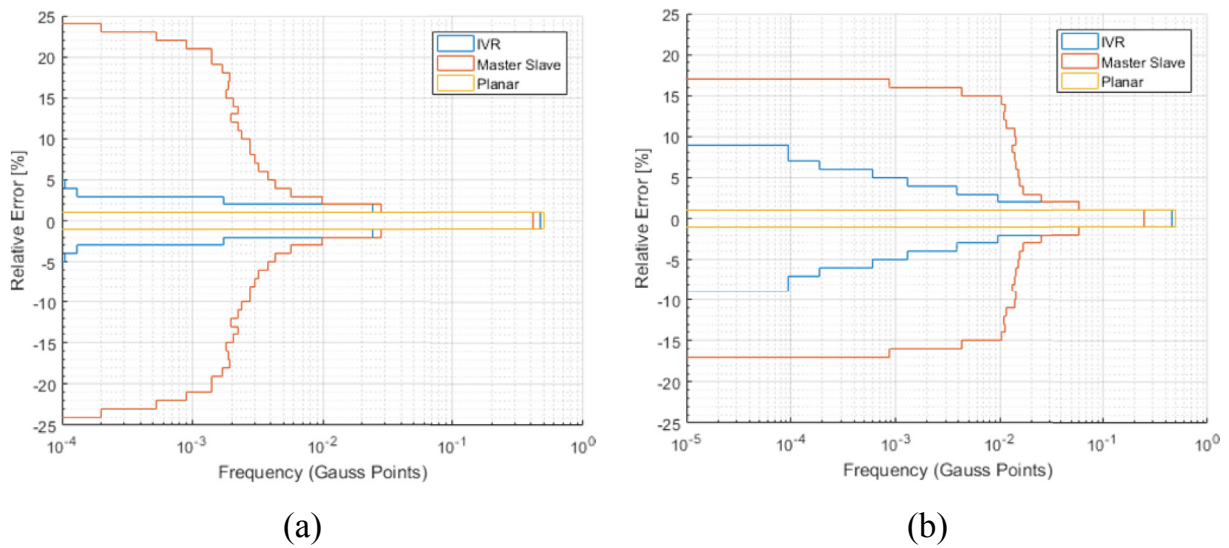 25
20
15
10
5
0
-5
-10
-15
-20
-25
Relative Error [%]
10^-4
10^-3
10^-2
10^-1
10^0
Frequency (Gauss Points)
IVR
Master Slave
Planar
(a)
25
20
15
10
5
0
-5
-10
-15
-20
-25
Relative Error [%]
10^-5
10^-4
10^-3
10^-2
10^-1
10^0
Frequency (Gauss Points)
IVR
Master Slave
Planar
(b)